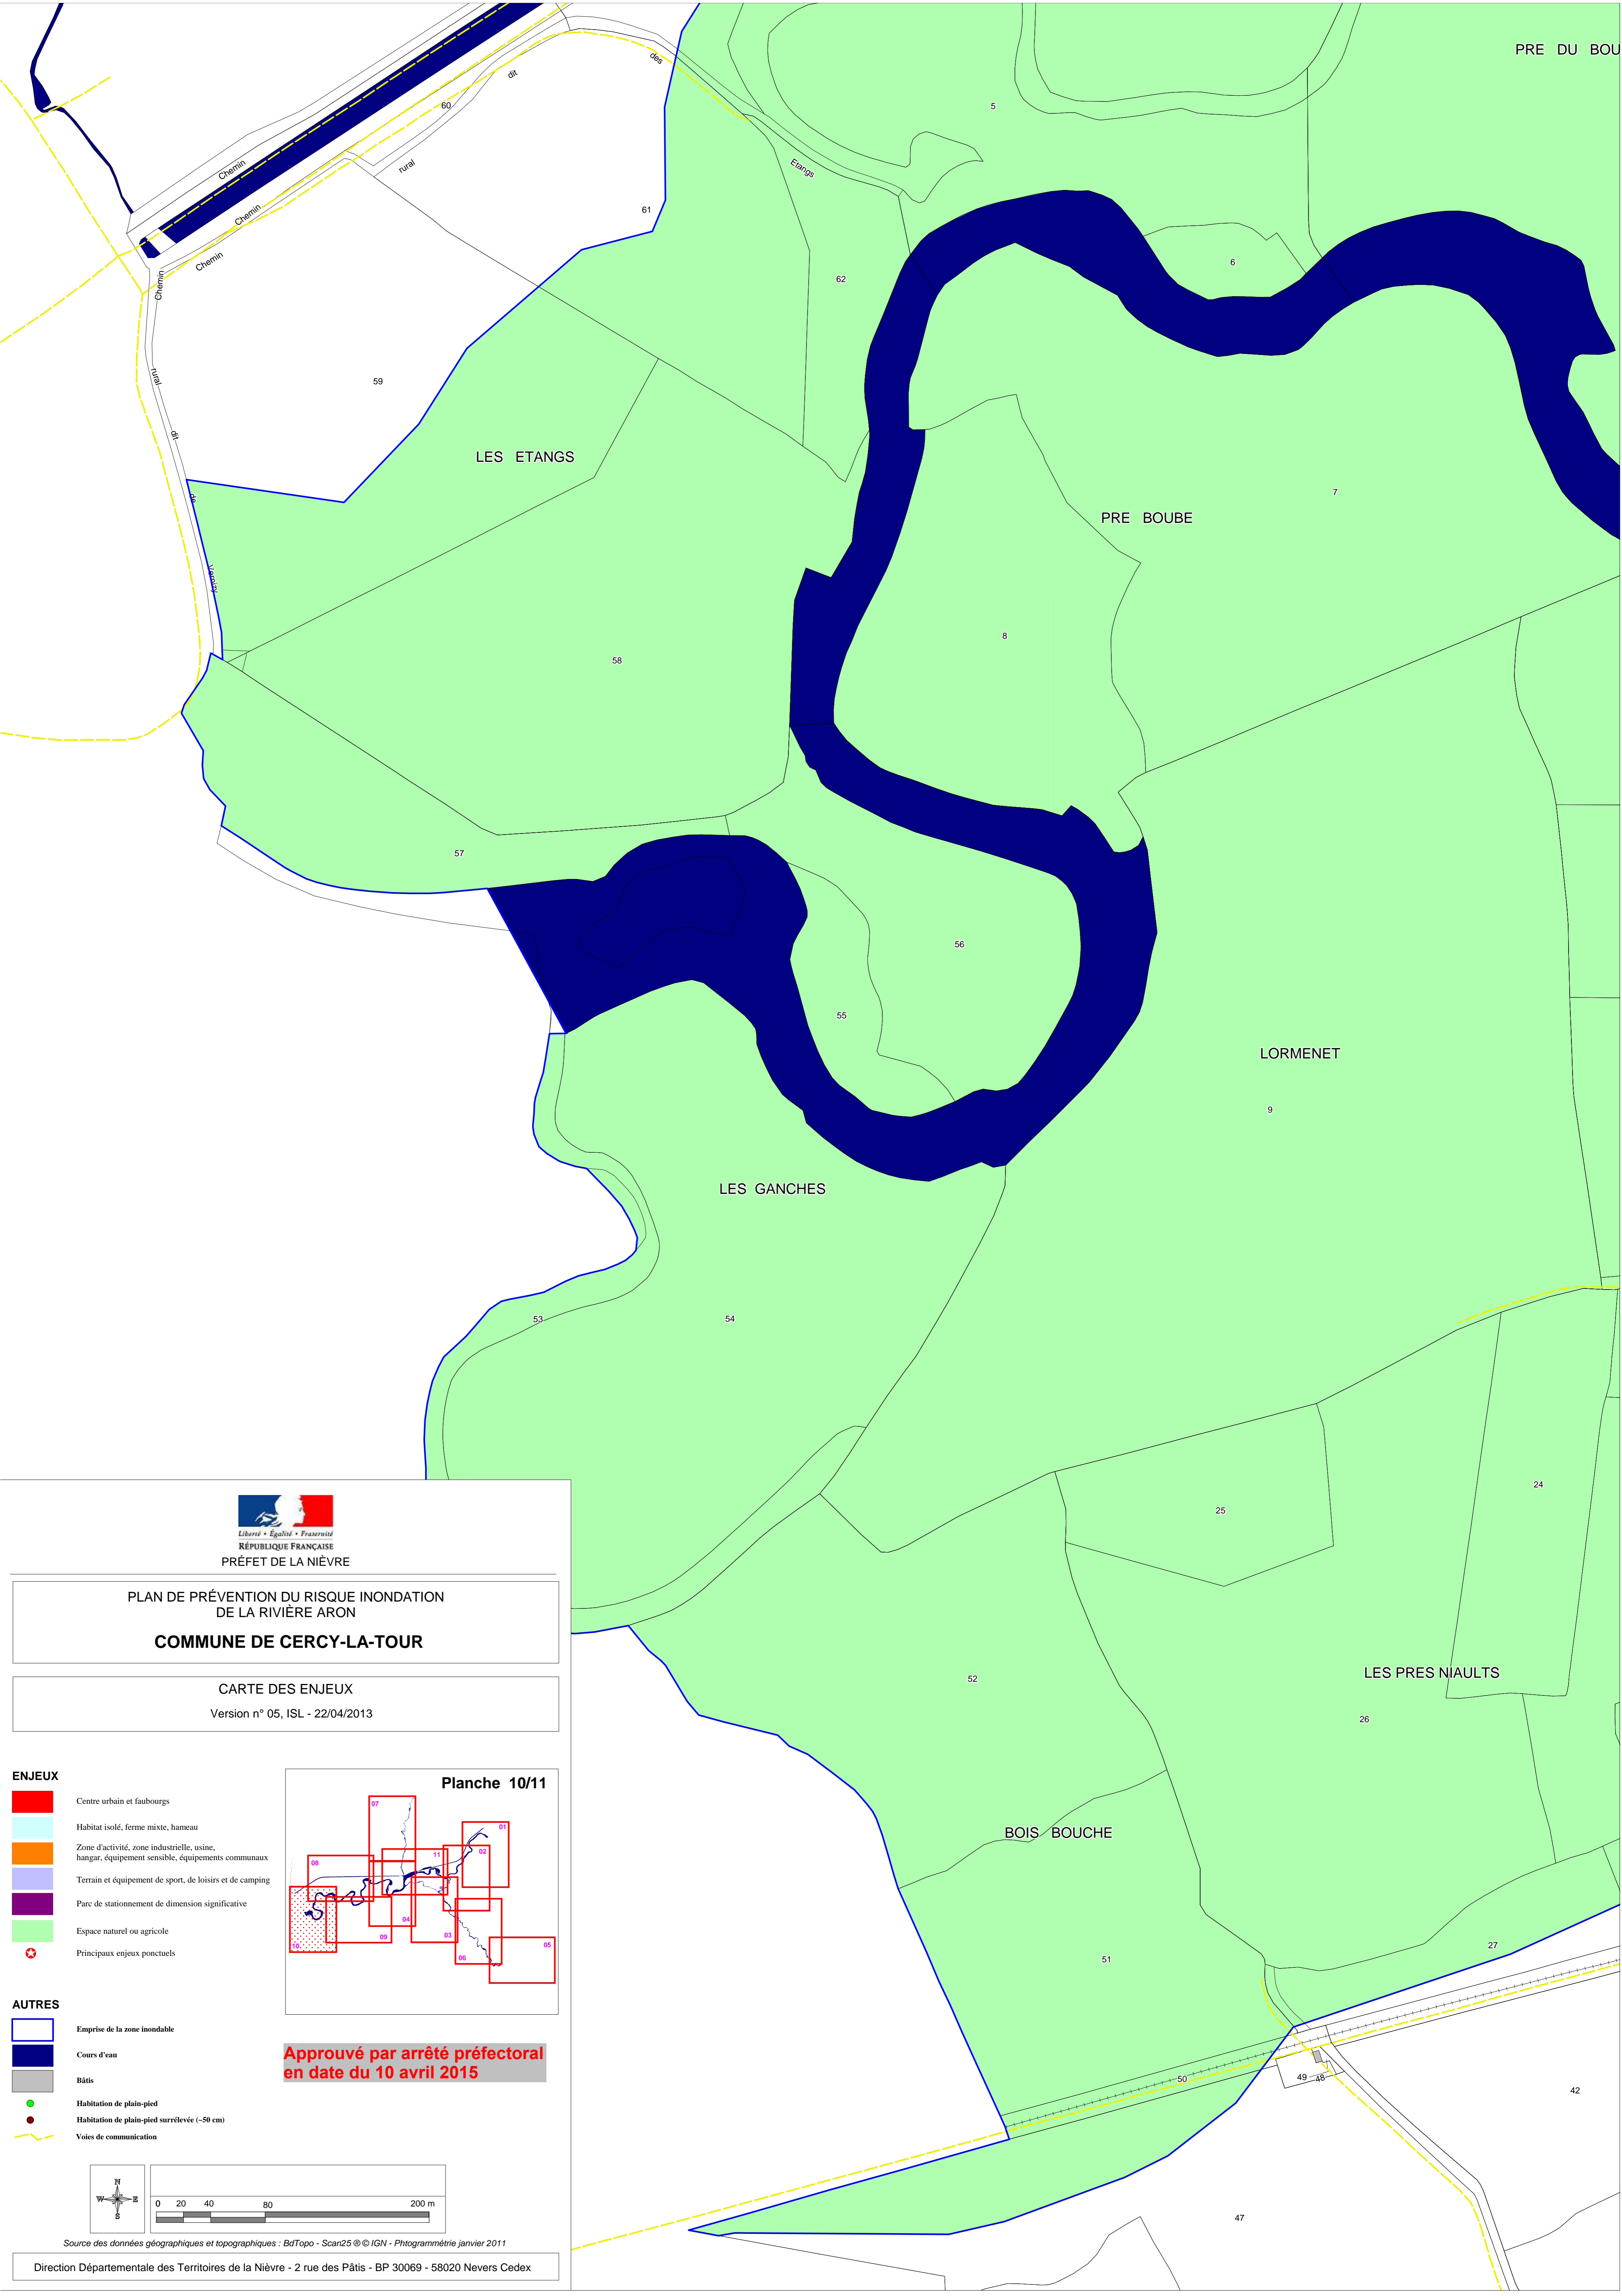 PRE DU BOU
des
dit
60
5
Chemin
rural
Etangs
61
Chemin
Chemin
6
62
Chemin
rural
59
dit
LES ETANGS
de
7
PRE BOUBE
Vernizy
8
58
57
56
55
LORMENET
9
LES GANCHES
53
54
24
25
52
LES PRES NIAULTS
26
BOIS BOUCHE
51
27
50
49
48
42
47
Liberté • Égalité • Fraternité
RÉPUBLIQUE FRANÇAISE
PRÉFET DE LA NIÈVRE
PLAN DE PRÉVENTION DU RISQUE INONDATION
DE LA RIVIÈRE ARON
COMMUNE DE CERCY-LA-TOUR
CARTE DES ENJEUX
Version n° 05, ISL - 22/04/2013
ENJEUX
Centre urbain et faubourgs
Habitat isolé, ferme mixte, hameau
Zone d'activité, zone industrielle, usine,
hangar, équipement sensible, équipements communaux
Terrain et équipement de sport, de loisirs et de camping
Parc de stationnement de dimension significative
Espace naturel ou agricole
Principaux enjeux ponctuels
Planche 10/11
07
01
02
11
08
04
03
09
10
06
05
AUTRES
Emprise de la zone inondable
Cours d'eau
Bâtis
Habitation de plain-pied
Habitation de plain-pied surrélevée (~50 cm)
Voies de communication
Approuvé par arrêté préfectoral
en date du 10 avril 2015
N
W E
S
0 20 40 80 200 m
Source des données géographiques et topographiques : BdTopo - Scan25 ® © IGN - Phtogrammétrie janvier 2011
Direction Départementale des Territoires de la Nièvre - 2 rue des Pâtis - BP 30069 - 58020 Nevers Cedex